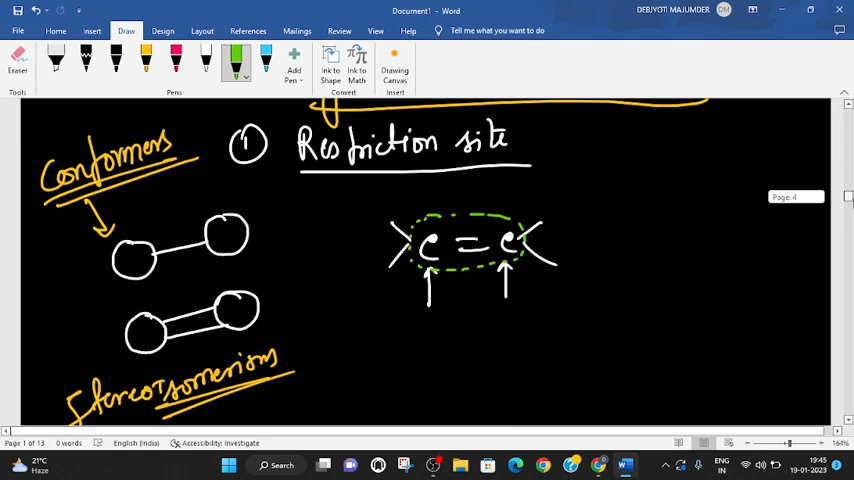 Document1 - Word
DEBJYOTI MAJUMDER
DM
File Home Insert Draw Design Layout References Mailings Review View Help Tell me what you want to do
Eraser
Add Pen
Ink to Shape
Ink to Math
Drawing Canvas
Tools Pens Convert Insert
Conformers
① Restriction site
>C=C<
Stereoisomerism
Page: 4
Page 1 of 13 0 words English (India) Accessibility: Investigate 164%
21°C
Haze
Search
ENG
IN
19:45
19-01-2023
3